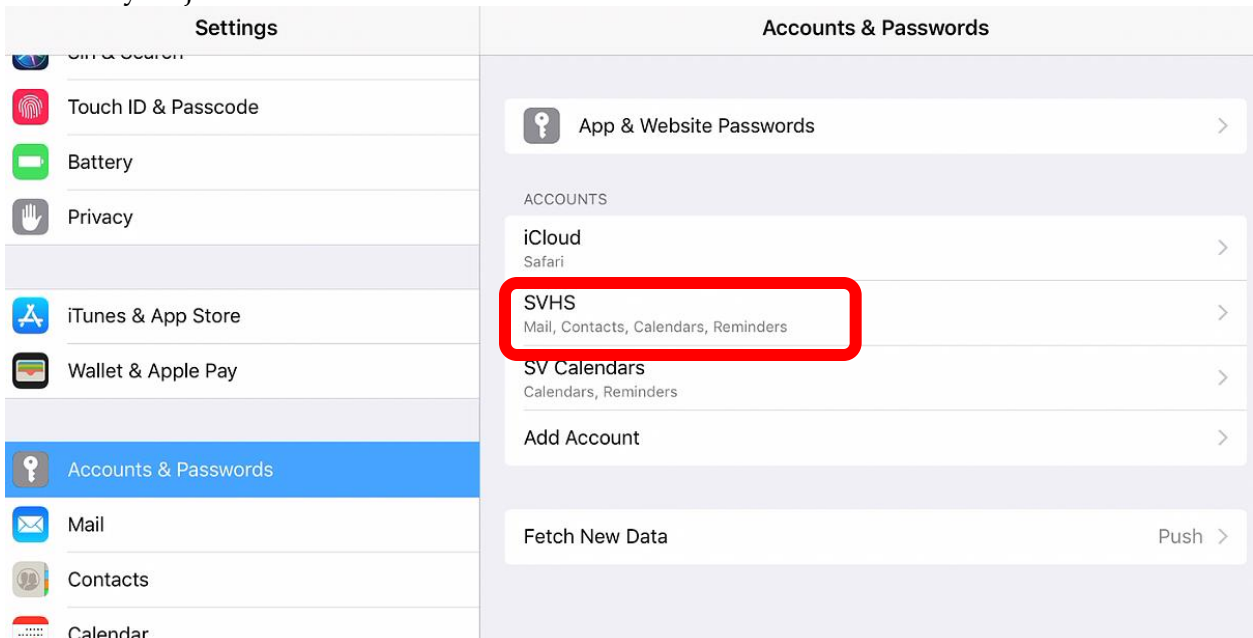 Settings
Touch ID & Passcode
Battery
Privacy
iTunes & App Store
Wallet & Apple Pay
Accounts & Passwords
Mail
Contacts
Calendar
Accounts & Passwords
App & Website Passwords
ACCOUNTS
iCloud
Safari
SVHS
Mail, Contacts, Calendars, Reminders
SV Calendars
Calendars, Reminders
Add Account
Fetch New Data Push